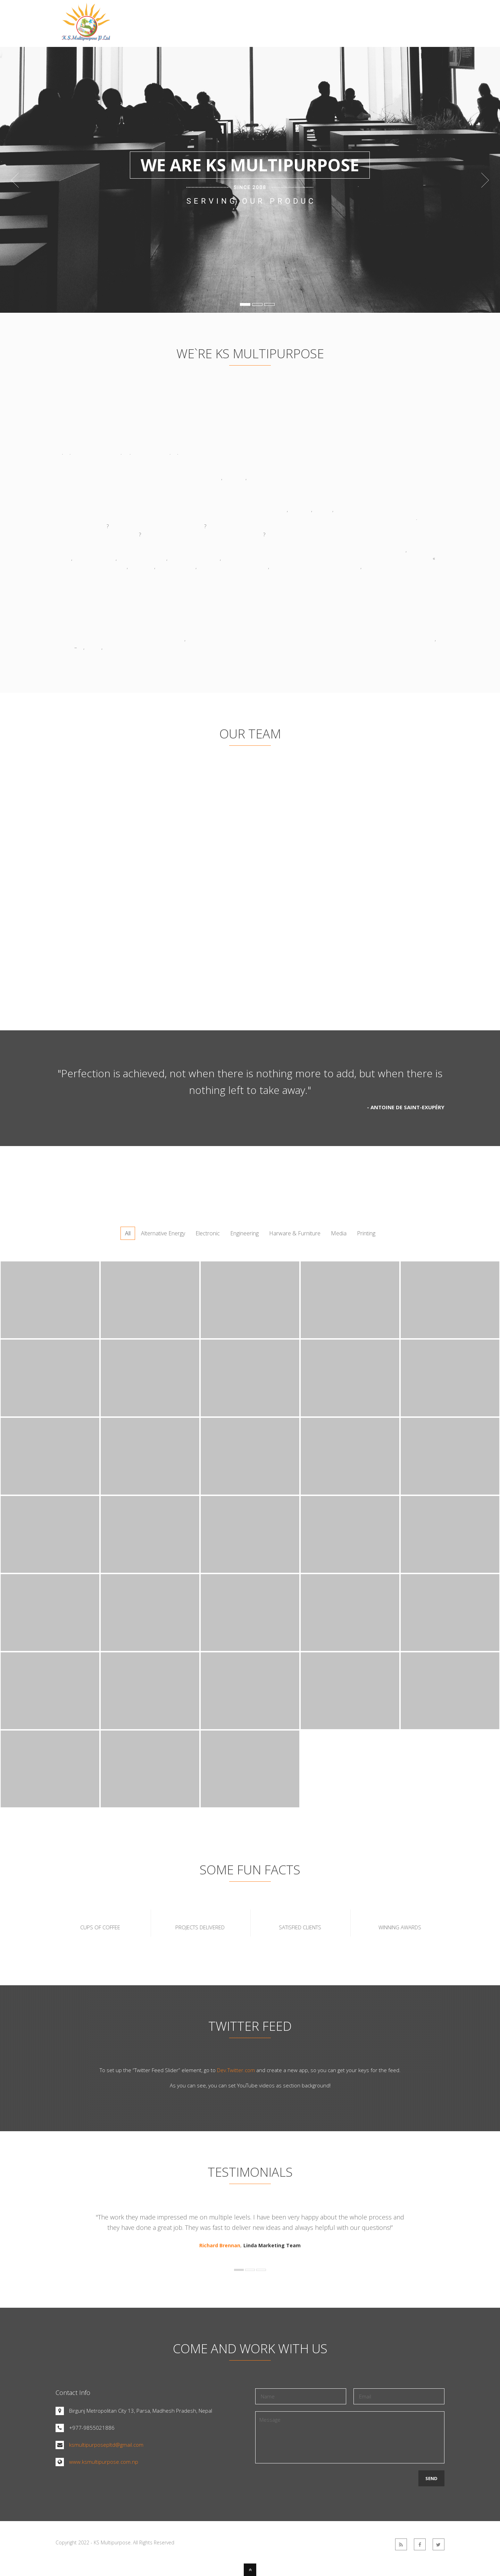 K.S.Multipurpose P.Ltd
WE ARE KS MULTIPURPOSE
SINCE 2058
SERVING OUR PRODUC
WE`RE KS MULTIPURPOSE
OUR TEAM
"Perfection is achieved, not when there is nothing more to add, but when there is
nothing left to take away."
- ANTOINE DE SAINT-EXUPÉRY
All Alternative Energy Electronic Engineering Harware & Furniture Media Printing
SOME FUN FACTS
CUPS OF COFFEE PROJECTS DELIVERED SATISFIED CLIENTS WINNING AWARDS
TWITTER FEED
To set up the "Twitter Feed Slider" element, go to Dev.Twitter.com and create a new app, so you can get your keys for the feed.
As you can see, you can set YouTube videos as section background!
TESTIMONIALS
"The work they made impressed me on multiple levels. I have been very happy about the whole process and
they have done a great job. They was fast to deliver new ideas and always helpful with our questions!"
Richard Brennan, Linda Marketing Team
COME AND WORK WITH US
Contact Info
Birgunj Metropolitan City 13, Parsa, Madhesh Pradesh, Nepal
+977-9855021886
ksmultipurposepltd@gmail.com
www.ksmultipurpose.com.np
Name
Email
Message
SEND
Copyright 2022 - KS Multipurpose. All Rights Reserved